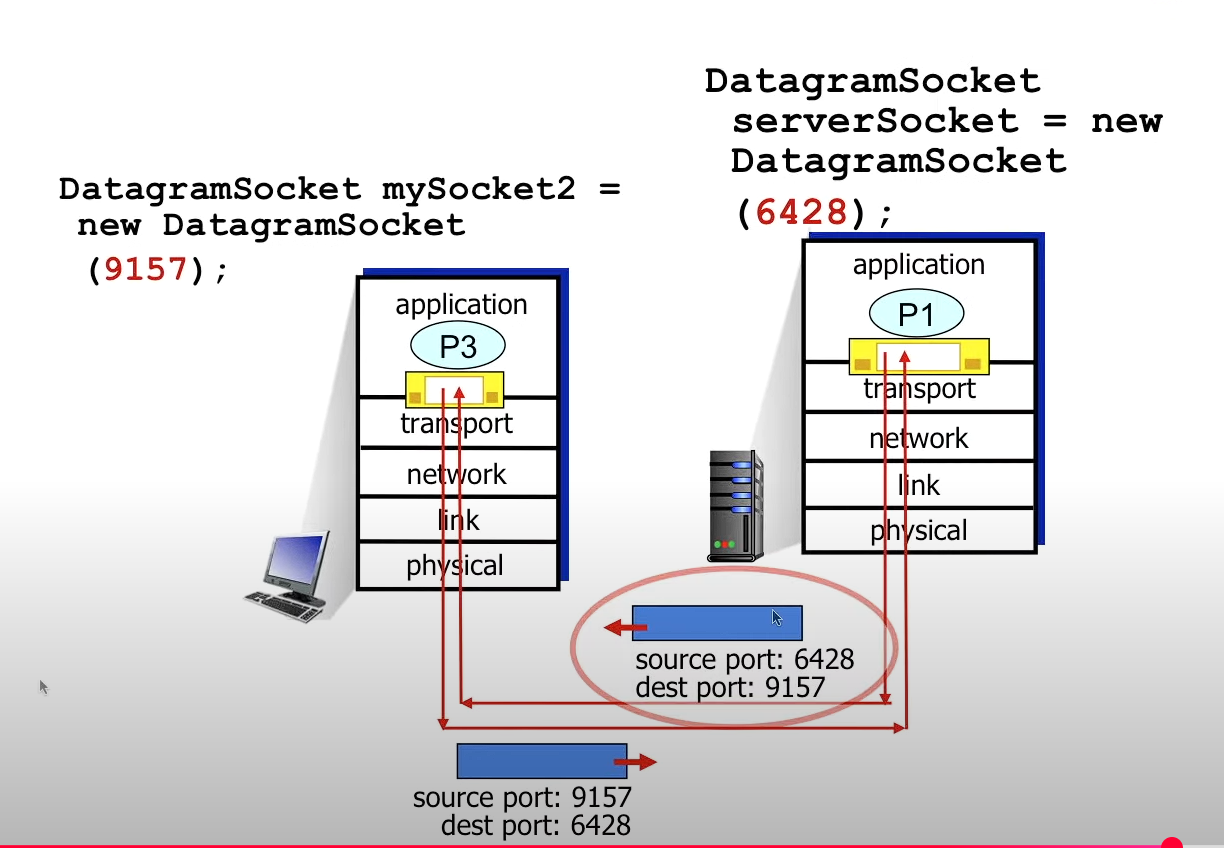 DatagramSocket mySocket2 =
new DatagramSocket
(9157);
DatagramSocket
serverSocket = new
DatagramSocket
(6428);
application
P3
transport
network
link
physical
application
P1
transport
network
link
physical
source port: 6428
dest port: 9157
source port: 9157
dest port: 6428